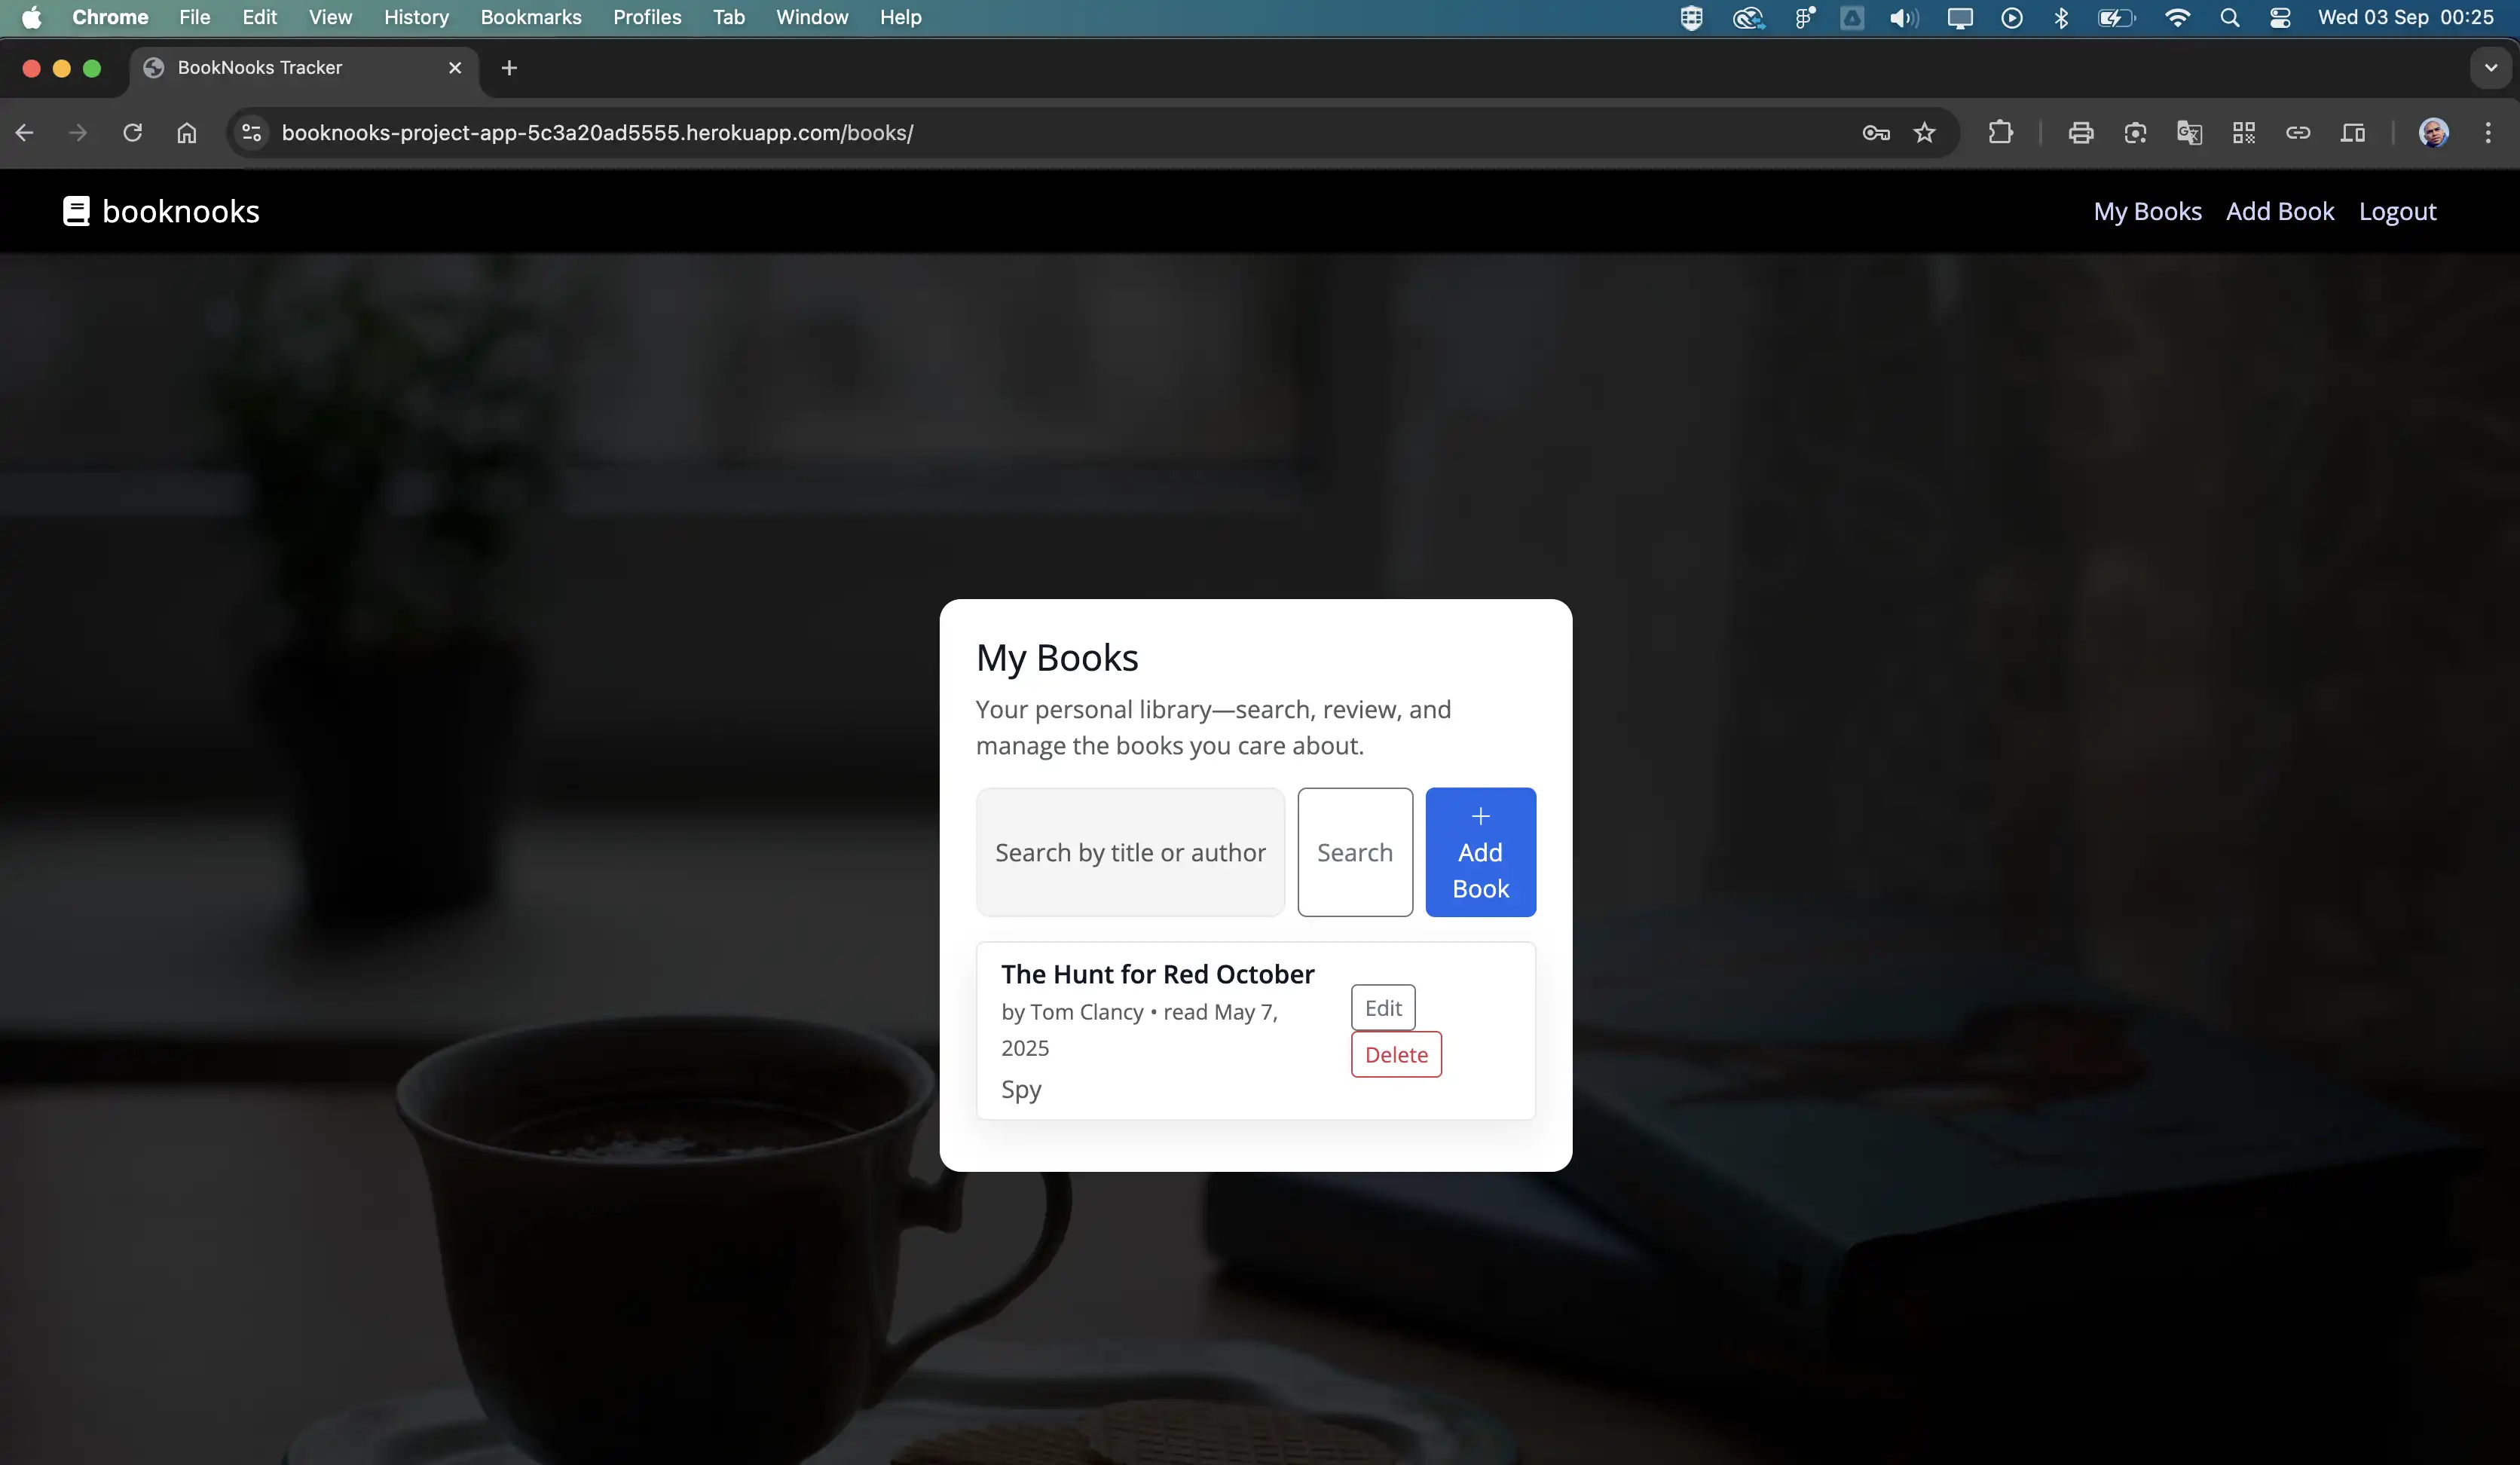 Chrome File Edit View History Bookmarks Profiles Tab Window Help Wed 03 Sep 00:25
BookNooks Tracker
booknooks-project-app-5c3a20ad5555.herokuapp.com/books/
booknooks My Books Add Book Logout
My Books
Your personal library—search, review, and
manage the books you care about.
Search by title or author Search + Add Book
The Hunt for Red October
by Tom Clancy • read May 7,
2025
Spy
Edit
Delete